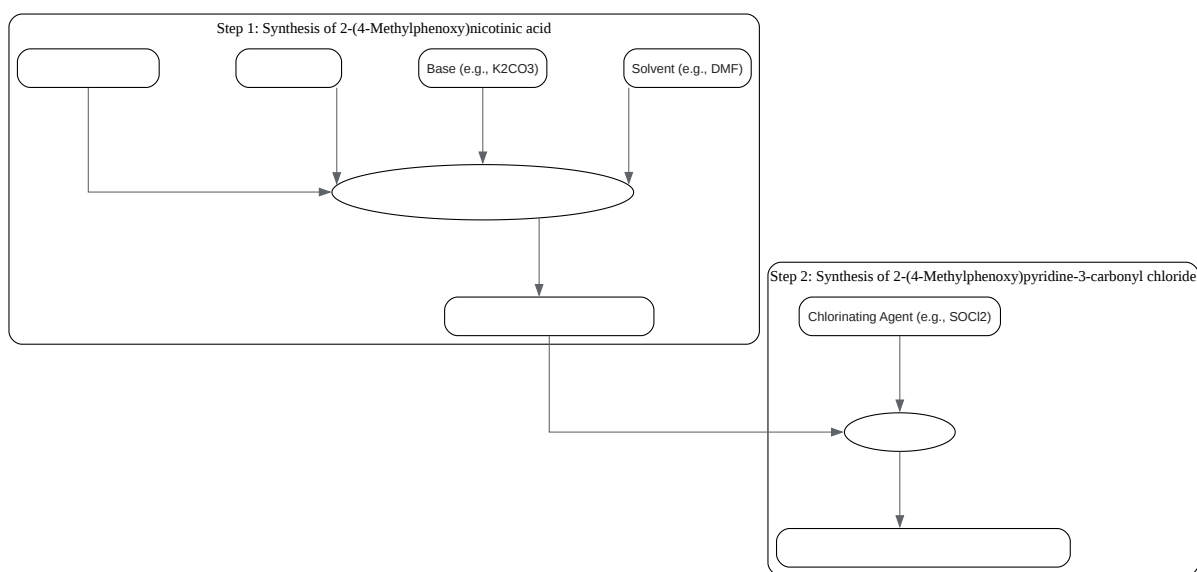 Step 1: Synthesis of 2-(4-Methylphenoxy)nicotinic acid
Base (e.g., K2CO3)
Solvent (e.g., DMF)
Step 2: Synthesis of 2-(4-Methylphenoxy)pyridine-3-carbonyl chloride
Chlorinating Agent (e.g., SOCl2)